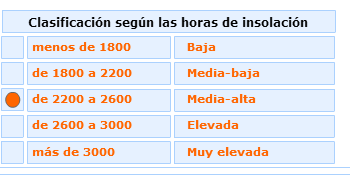 Clasificación según las horas de insolación
menos de 1800 Baja
de 1800 a 2200 Media-baja
de 2200 a 2600 Media-alta
de 2600 a 3000 Elevada
más de 3000 Muy elevada